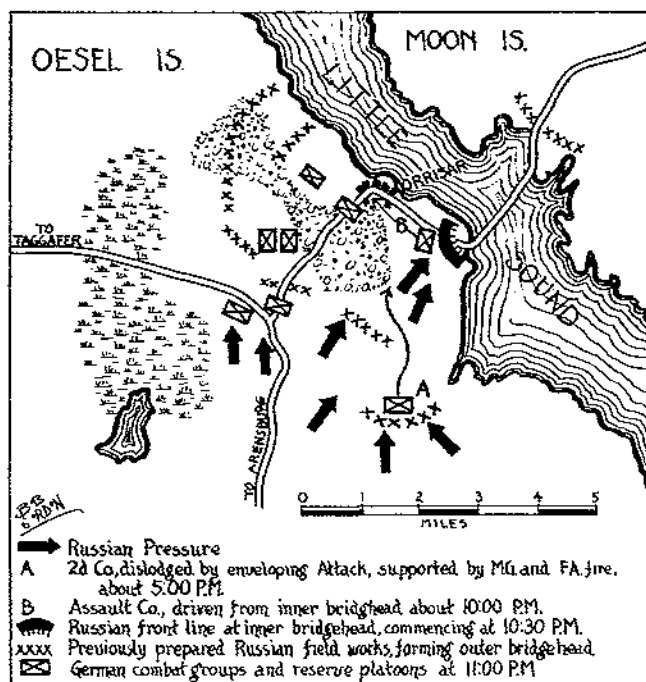 OESEL IS.
MOON IS.
LITTLE
ORRISAR
B
TO
TAGGAFER
SOUND
A
TO ARENSBURG
0 1 2 3 4 5
MILES
Russian Pressure
A 2d Co., dislodged by enveloping Attack, supported by MG. and FA. fire,
about 5:00 P.M.
B Assault Co., driven from inner bridghead about 10:00 P.M.
Russian front line at inner bridgehead, commencing at 10:30 P.M.
xxxx Previously prepared Russian field works, forming outer bridgehead
German combat groups and reserve platoons at 11:00 P.M